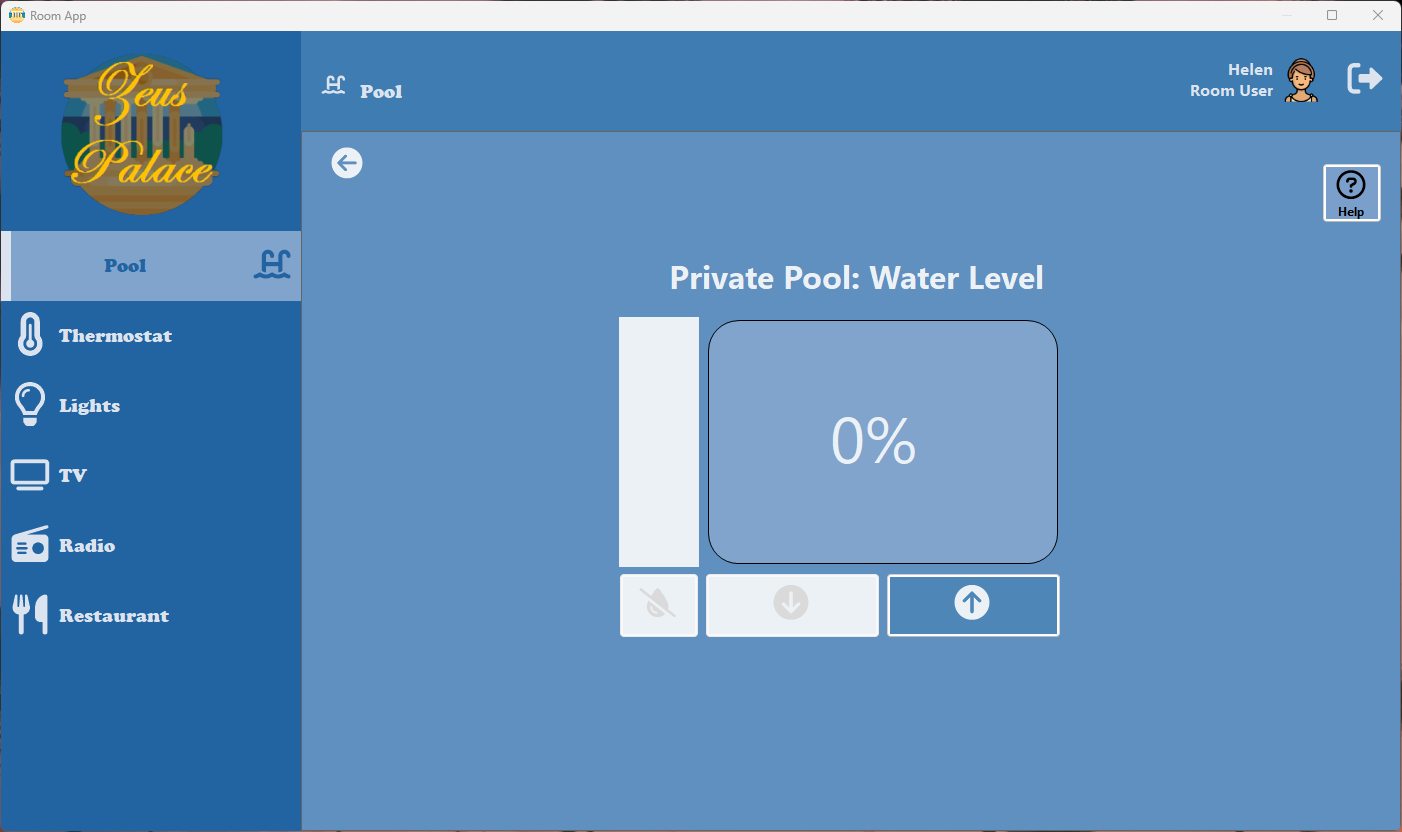 Room App
Zeus
Palace
Pool
Helen
Room User
Help
Pool
Thermostat
Lights
TV
Radio
Restaurant
Private Pool: Water Level
0%